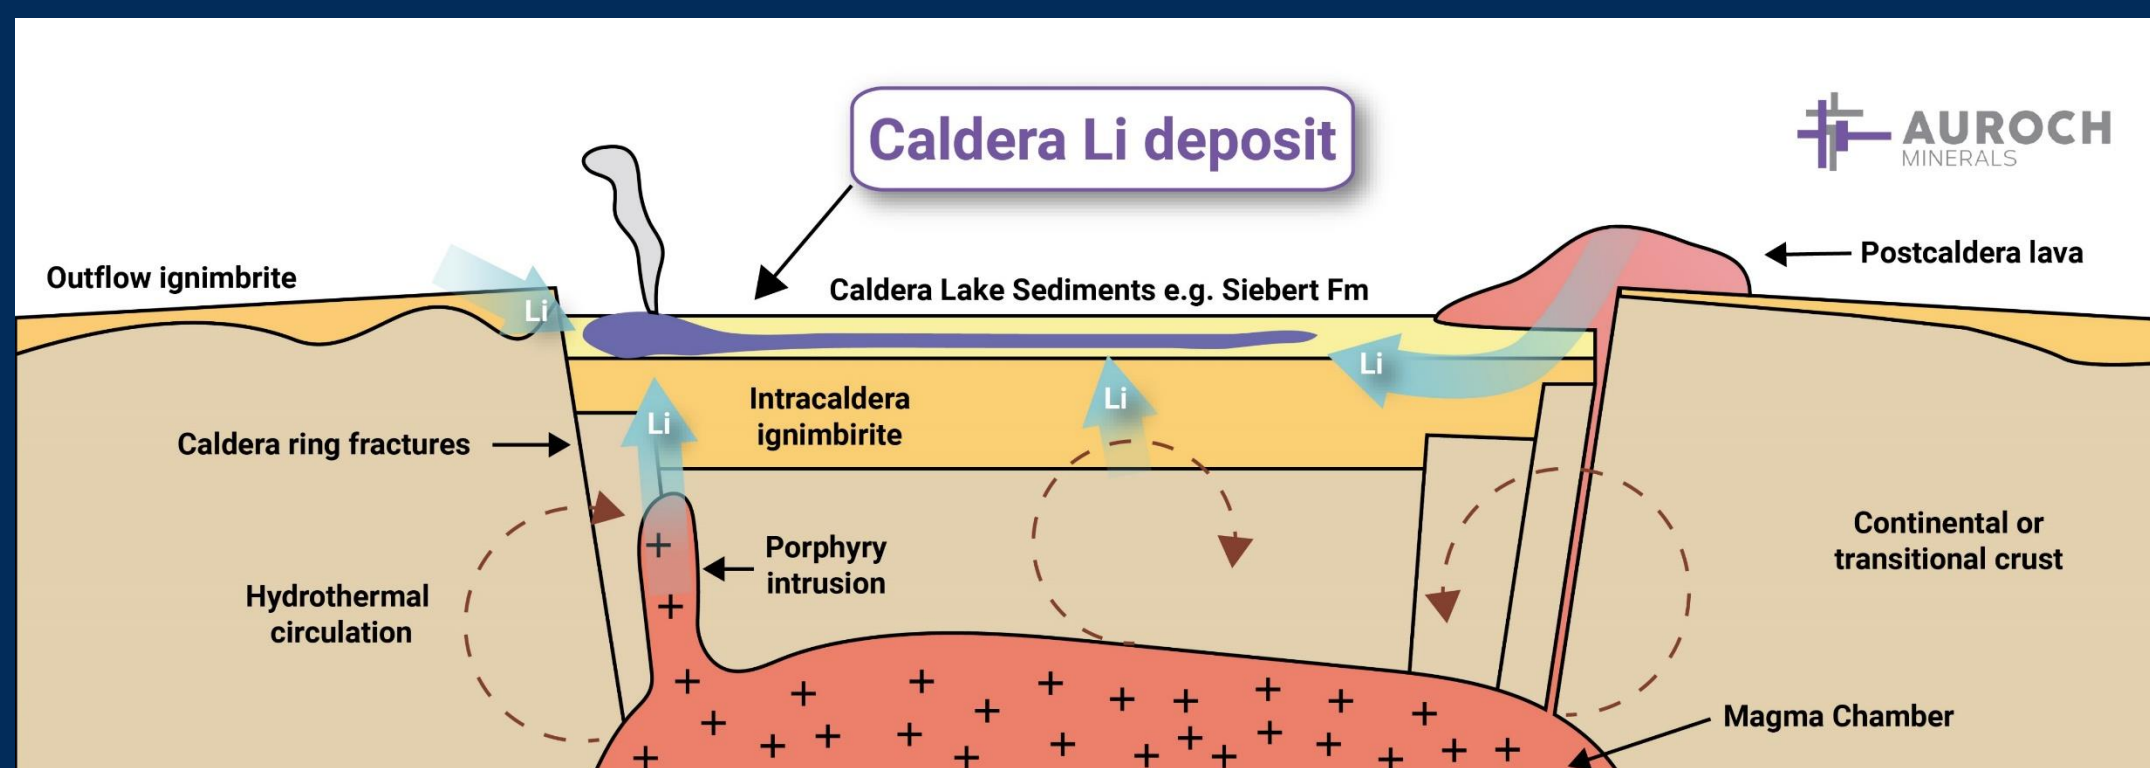 Caldera Li deposit
AUROCH
MINERALS
Postcaldera lava
Outflow ignimbrite
Caldera Lake Sediments e.g. Siebert Fm
Li
Li
Li
Li
Intracaldera
ignimbirite
Caldera ring fractures
Porphyry
intrusion
Continental or
transitional crust
Hydrothermal
circulation
Magma Chamber